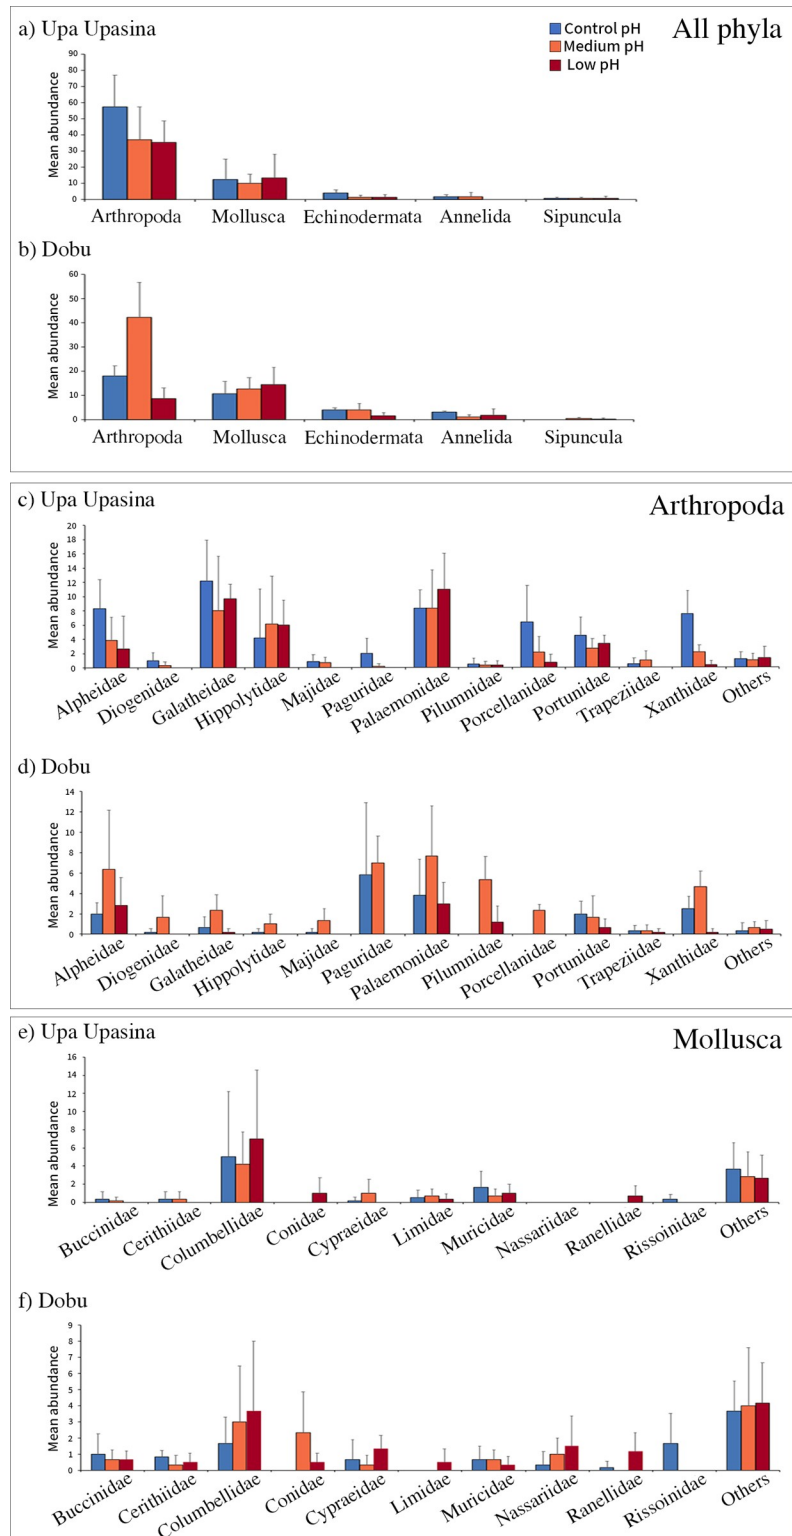 a) Upa Upasina
Control pH
Medium pH
Low pH
All phyla
Mean abundance
90
80
70
60
50
40
30
20
10
0
Arthropoda Mollusca Echinodermata Annelida Sipuncula
b) Dobu
Mean abundance
60
50
40
30
20
10
0
Arthropoda Mollusca Echinodermata Annelida Sipuncula
c) Upa Upasina
Arthropoda
Mean abundance
20
18
16
14
12
10
8
6
4
2
0
Alpheidae Diogenidae Galatheidae Hippolytidae Majidae Paguridae Palaemonidae Pilumnidae Porcellanidae Portunidae Trapeziidae Xanthidae Others
d) Dobu
Mean abundance
14
12
10
8
6
4
2
0
Alpheidae Diogenidae Galatheidae Hippolytidae Majidae Paguridae Palaemonidae Pilumnidae Porcellanidae Portunidae Trapeziidae Xanthidae Others
e) Upa Upasina
Mollusca
Mean abundance
16
14
12
10
8
6
4
2
0
Buccinidae Cerithiidae Columbellidae Conidae Cypraeidae Limidae Muricidae Nassariidae Ranellidae Rissoinidae Others
f) Dobu
Mean abundance
9
8
7
6
5
4
3
2
1
0
Buccinidae Cerithiidae Columbellidae Conidae Cypraeidae Limidae Muricidae Nassariidae Ranellidae Rissoinidae Others